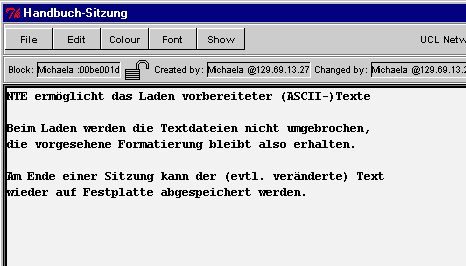 Handbuch-Sitzung
File Edit Colour Font Show UCL Netw
Block: Michaela :00be001d Created by: Michaela @129.69.13.27 Changed by: Michaela @129.69.13.
NTE ermöglicht das Laden vorbereiteter (ASCII-)Texte
Beim Laden werden die Textdateien nicht umgebrochen,
die vorgesehene Formatierung bleibt also erhalten.
Am Ende einer Sitzung kann der (evtl. veränderte) Text
wieder auf Festplatte abgespeichert werden.